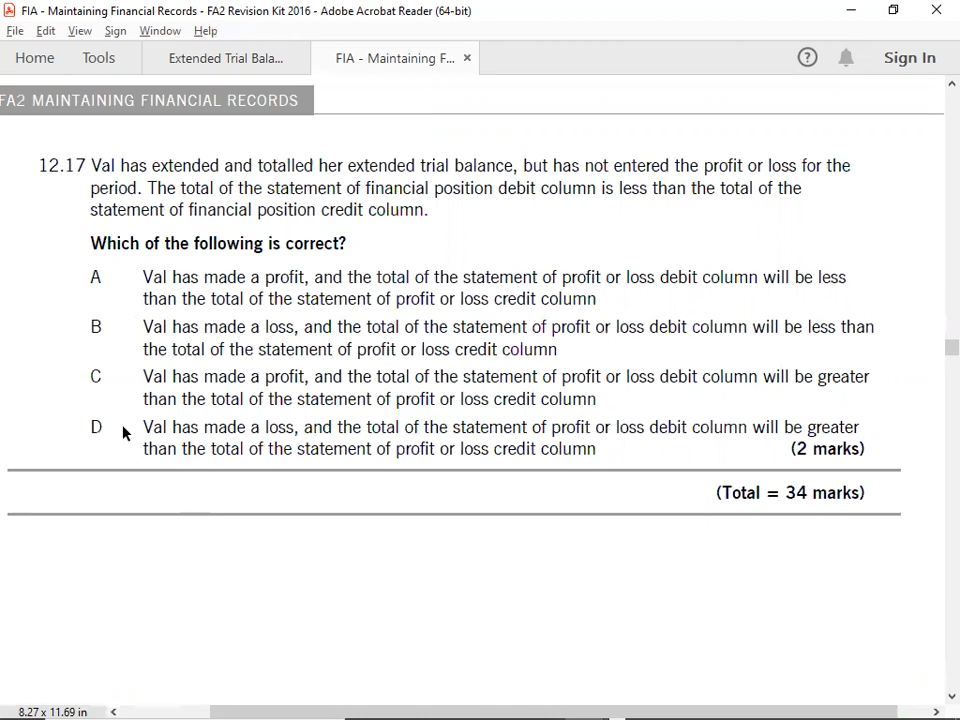 FIA - Maintaining Financial Records - FA2 Revision Kit 2016 - Adobe Acrobat Reader (64-bit)
File Edit View Sign Window Help
Home Tools Extended Trial Bala... FIA - Maintaining F... × ? Sign In
FA2 MAINTAINING FINANCIAL RECORDS
12.17 Val has extended and totalled her extended trial balance, but has not entered the profit or loss for the
period. The total of the statement of financial position debit column is less than the total of the
statement of financial position credit column.
Which of the following is correct?
A Val has made a profit, and the total of the statement of profit or loss debit column will be less
than the total of the statement of profit or loss credit column
B Val has made a loss, and the total of the statement of profit or loss debit column will be less than
the total of the statement of profit or loss credit column
C Val has made a profit, and the total of the statement of profit or loss debit column will be greater
than the total of the statement of profit or loss credit column
D Val has made a loss, and the total of the statement of profit or loss debit column will be greater
than the total of the statement of profit or loss credit column (2 marks)
(Total = 34 marks)
8.27 x 11.69 in